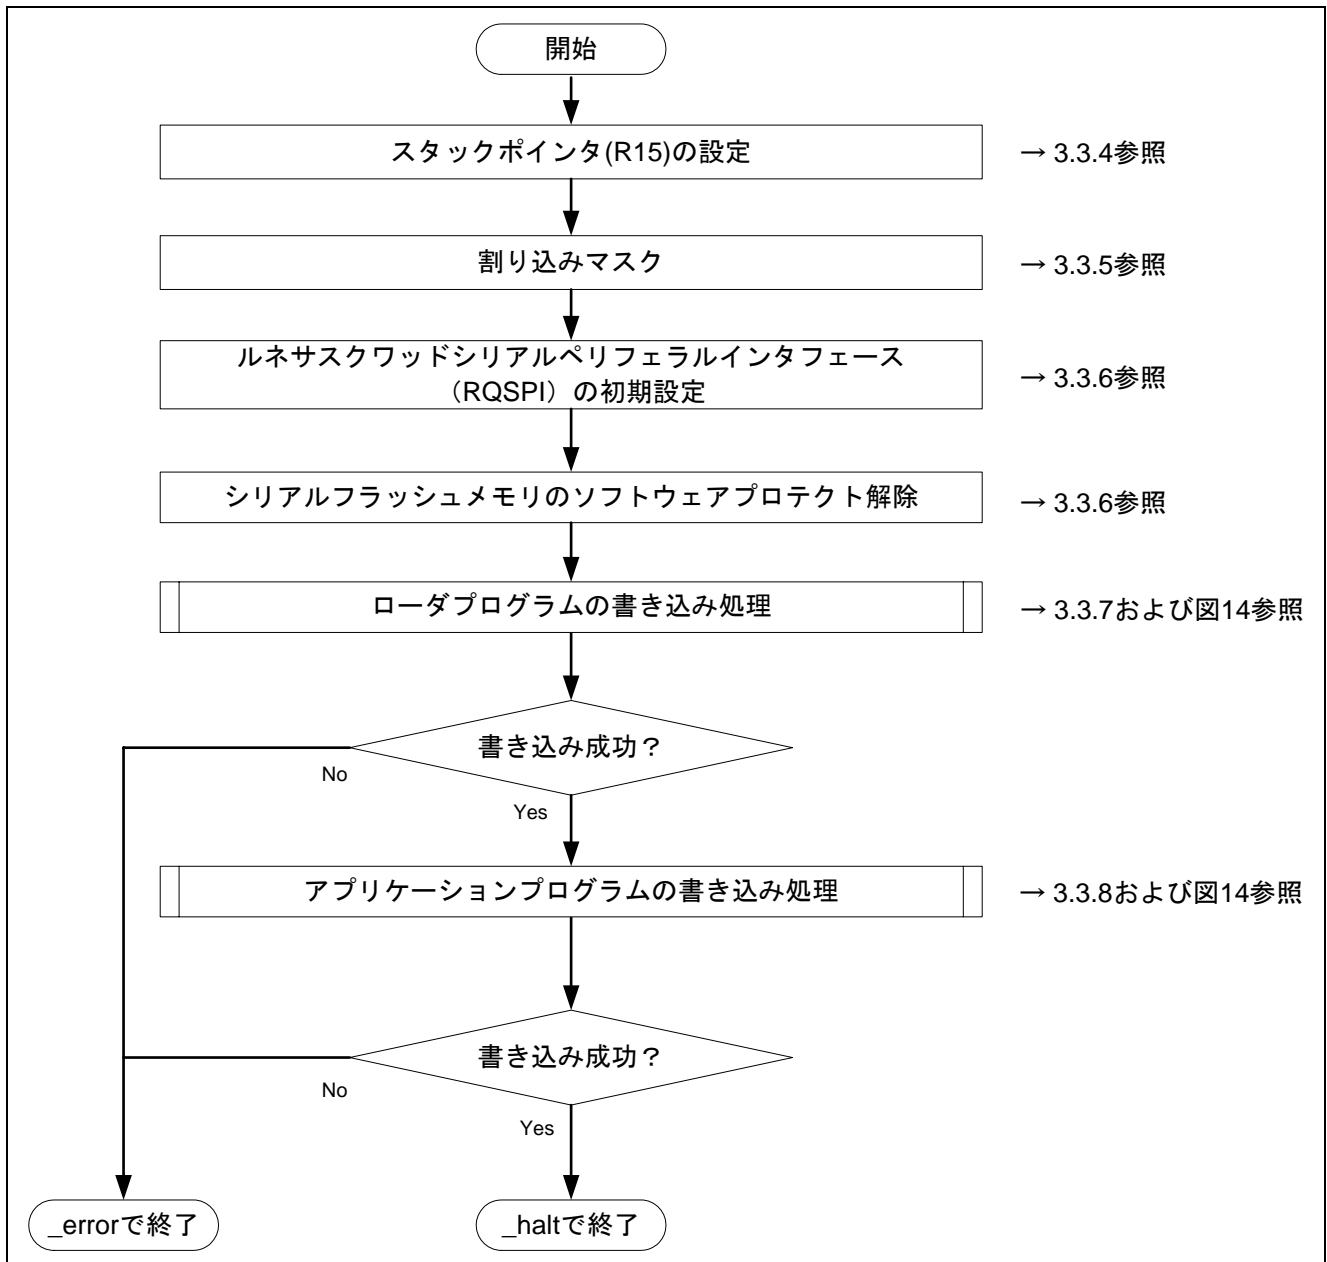 開始
スタックポインタ(R15)の設定
→ 3.3.4参照
割り込みマスク
→ 3.3.5参照
ルネサスクワッドシリアルペリフェラルインタフェース
（RQSPI）の初期設定
→ 3.3.6参照
シリアルフラッシュメモリのソフトウェアプロテクト解除
→ 3.3.6参照
ローダプログラムの書き込み処理
→ 3.3.7および図14参照
書き込み成功？
No
Yes
アプリケーションプログラムの書き込み処理
→ 3.3.8および図14参照
書き込み成功？
No
Yes
_errorで終了
_haltで終了